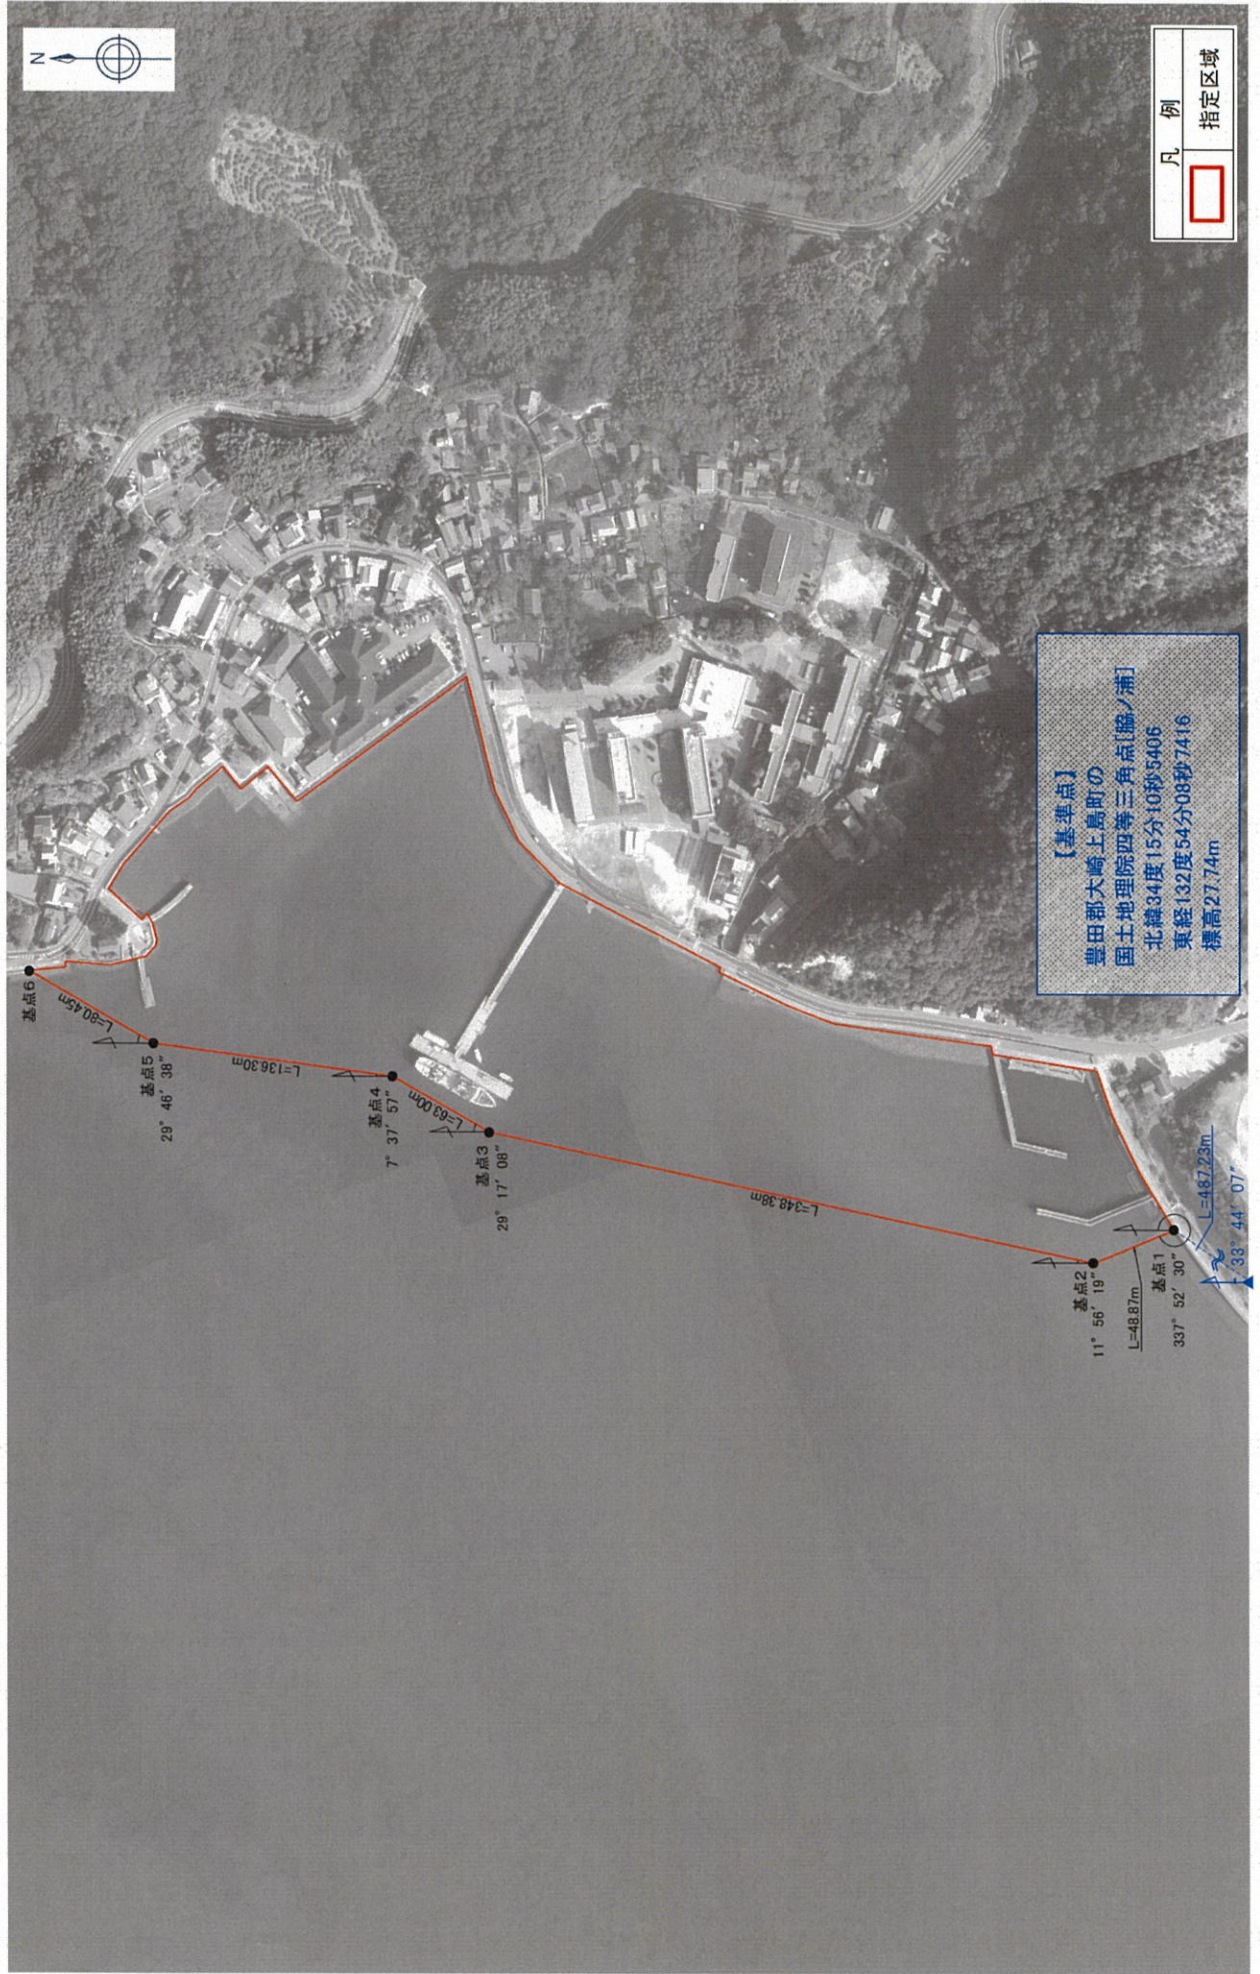 N
凡 例
指定区域
基点6
L=80.45m
基点5
29° 46′ 38″
L=136.30m
基点4
7° 37′ 57″
L=63.00m
基点3
29° 17′ 08″
L=348.38m
基点2
11° 56′ 19″
L=48.87m
基点1
337° 52′ 30″
L=487.23m
33° 44′ 07″
【基準点】
豊田郡大崎上島町の
国土地理院四等三角点[脇ノ浦]
北緯34度15分10秒5406
東経132度54分08秒7416
標高27.74m